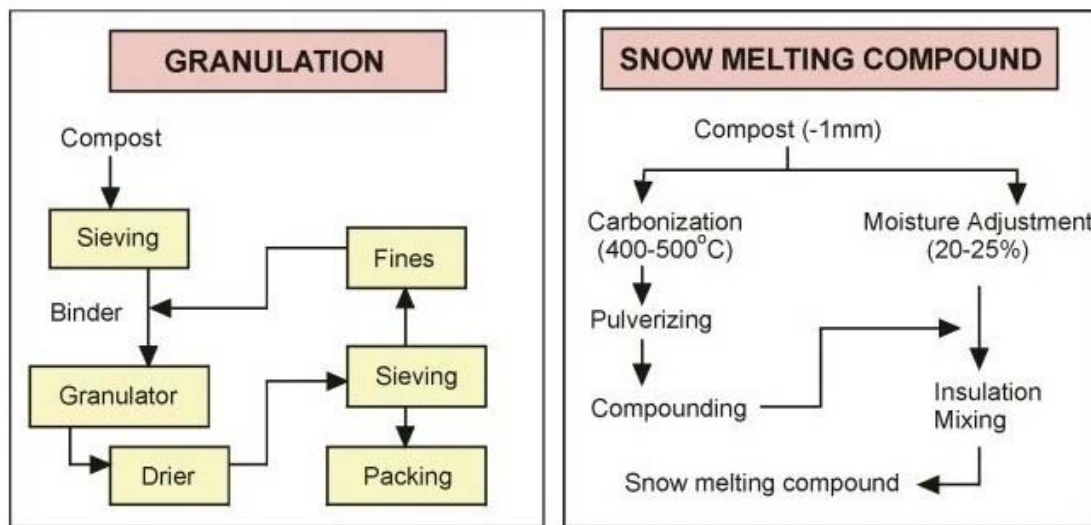 GRANULATION
Compost
Sieving
Binder
Granulator
Drier
Fines
Sieving
Packing
SNOW MELTING COMPOUND
Compost (-1mm)
Carbonization
(400-500°C)
Pulverizing
Compounding
Moisture Adjustment
(20-25%)
Insulation
Mixing
Snow melting compound